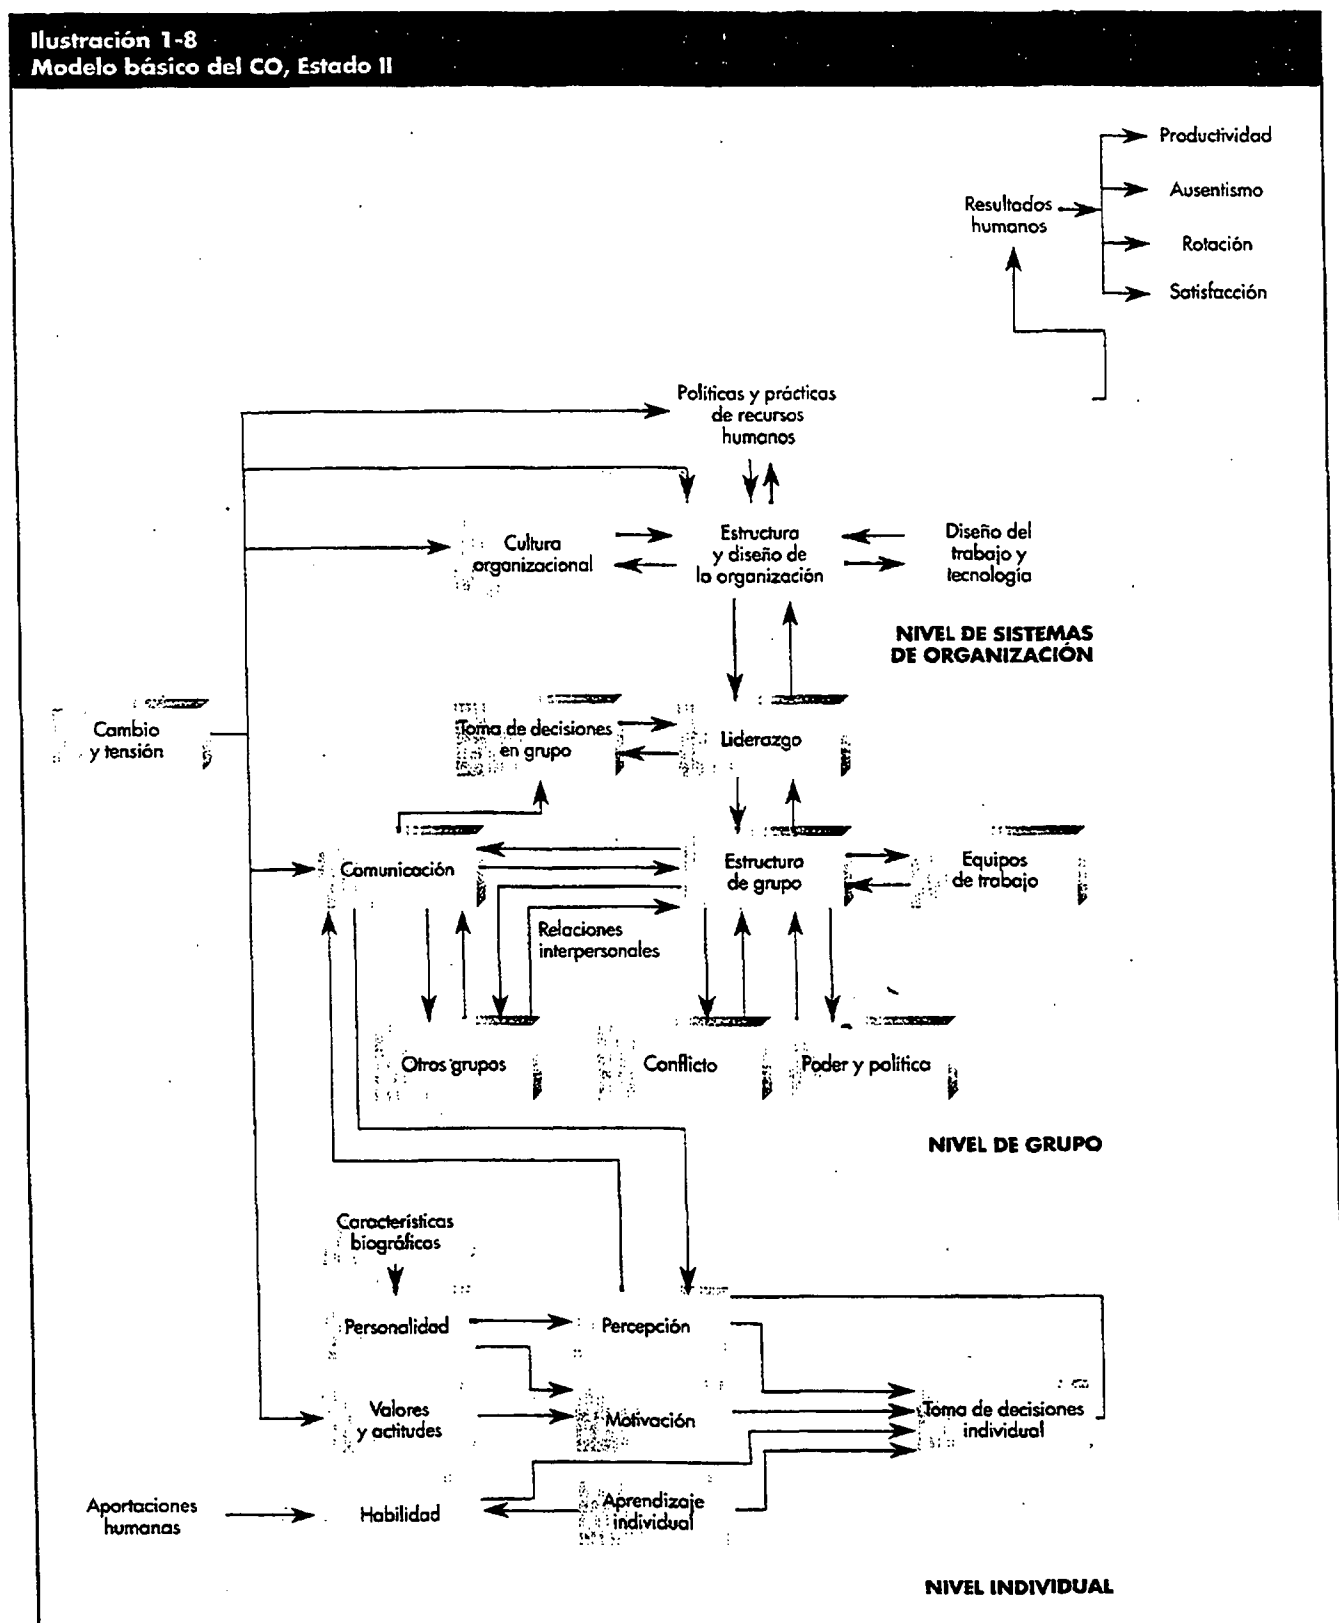 Ilustración 1-8
Modelo básico del CO, Estado II
Productividad
Ausentismo
Resultados
humanos
Rotación
Satisfacción
Políticas y prácticas
de recursos
humanos
Cultura
organizacional
Estructura
y diseño de
la organización
Diseño del
trabajo y
tecnología
NIVEL DE SISTEMAS
DE ORGANIZACIÓN
Cambio
y tensión
Toma de decisiones
en grupo
Liderazgo
Comunicación
Estructura
de grupo
Equipos
de trabajo
Relaciones
interpersonales
Otros grupos
Conflicto
Poder y política
NIVEL DE GRUPO
Características
biográficas
Personalidad
Percepción
Valores
y actitudes
Motivación
Toma de decisiones
individual
Aportaciones
humanas
Habilidad
Aprendizaje
individual
NIVEL INDIVIDUAL